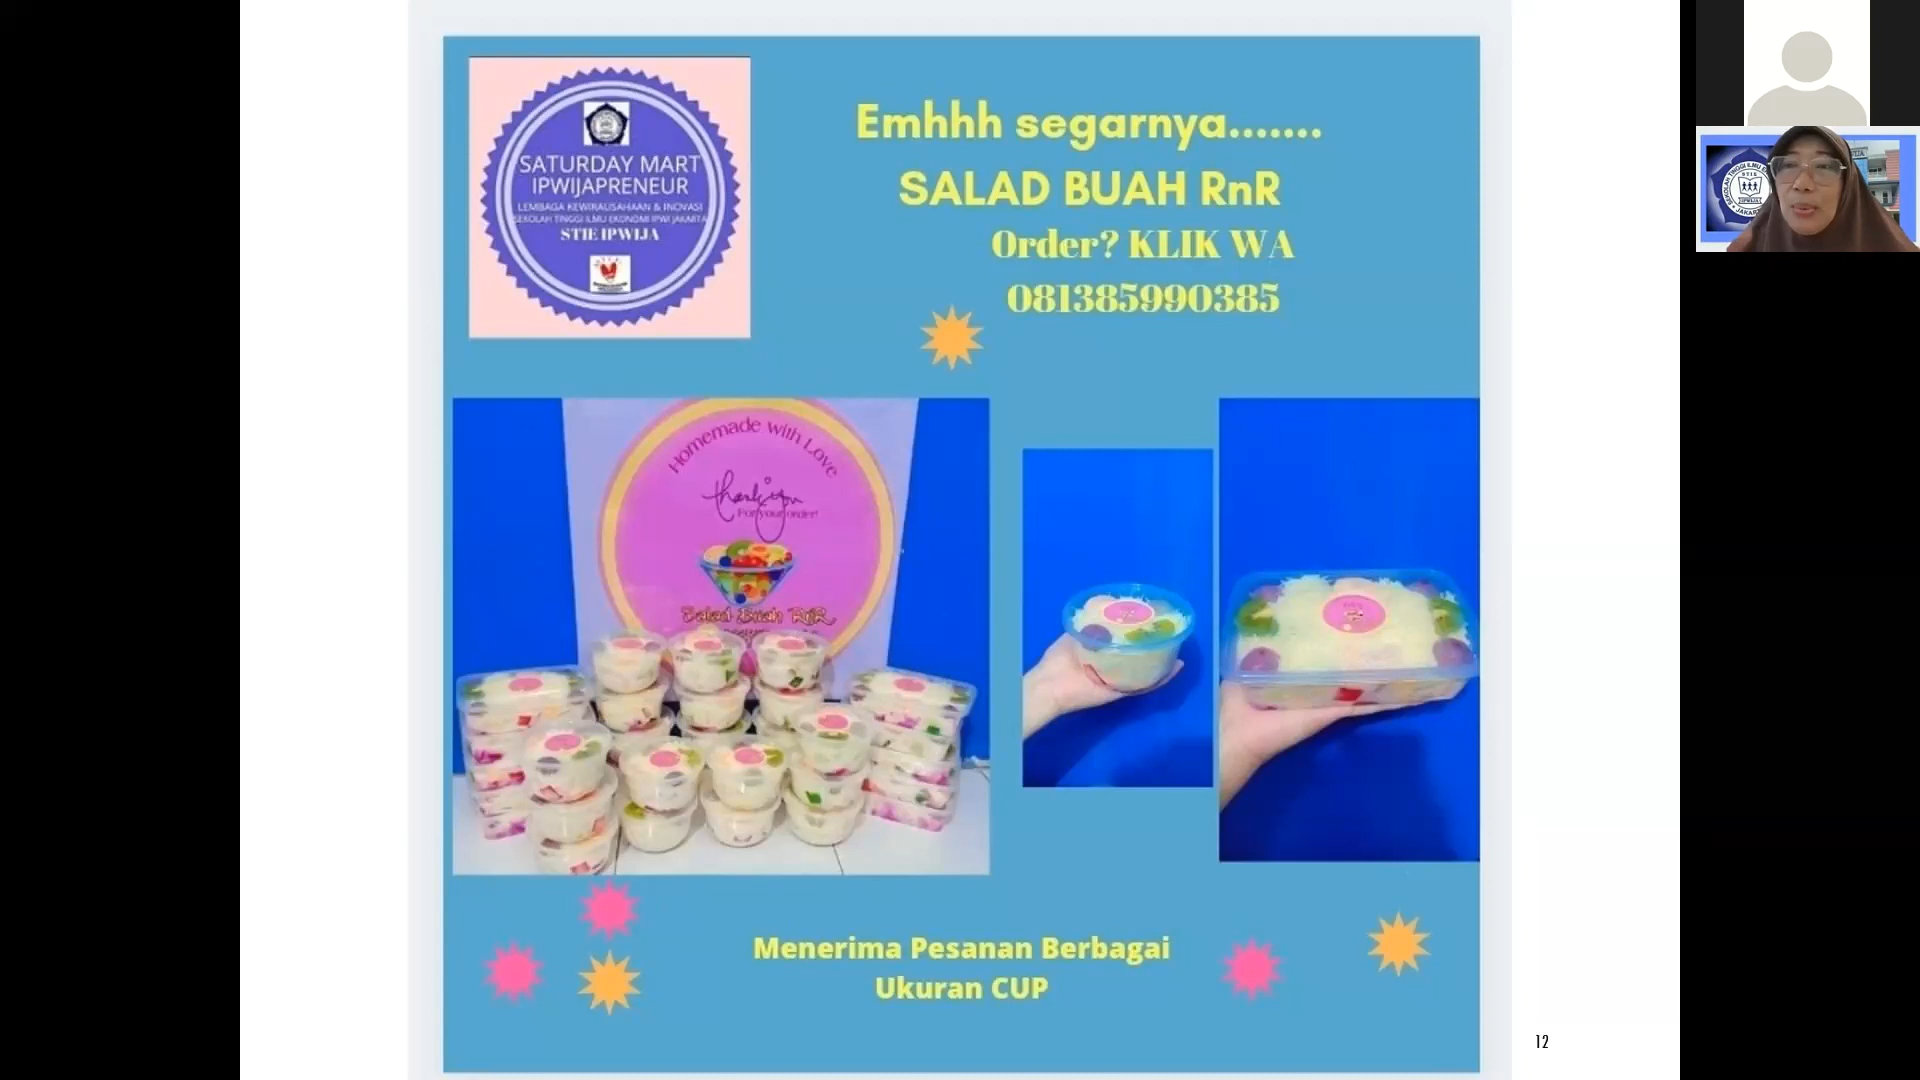 SATURDAY MART
IPWIJAPRENEUR
LEMBAGA KEWIRAUSAHAAN & INOVASI
SEKOLAH TINGGI ILMU EKONOMI IPWI JAKARTA
STIE IPWIJA
Emhhh segarnya.......
SALAD BUAH RnR
Order? KLIK WA
081385990385
Homemade with Love
thank you
For your order!
Salad Buah RnR
Menerima Pesanan Berbagai
Ukuran CUP
12
STIE
IPWIJA